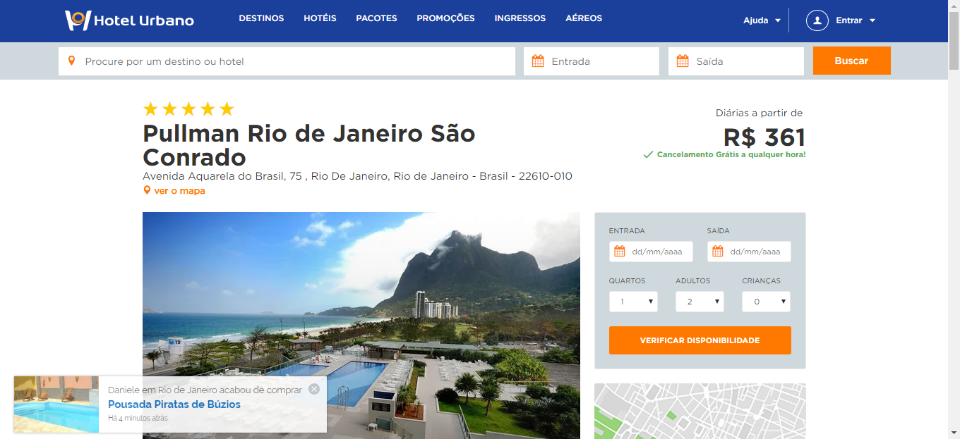 Hotel Urbano
DESTINOS HOTÉIS PACOTES PROMOÇÕES INGRESSOS AÉREOS
Ajuda Entrar
Procure por um destino ou hotel Entrada Saída Buscar
Pullman Rio de Janeiro São
Conrado
Avenida Aquarela do Brasil, 75 , Rio De Janeiro, Rio de Janeiro - Brasil - 22610-010
ver o mapa
Diárias a partir de
R$ 361
Cancelamento Grátis a qualquer hora!
ENTRADA SAÍDA
dd/mm/aaaa dd/mm/aaaa
QUARTOS ADULTOS CRIANÇAS
1 2 0
VERIFICAR DISPONIBILIDADE
Daniele em Rio de Janeiro acabou de comprar
Pousada Piratas de Búzios
Há 4 minutos atrás